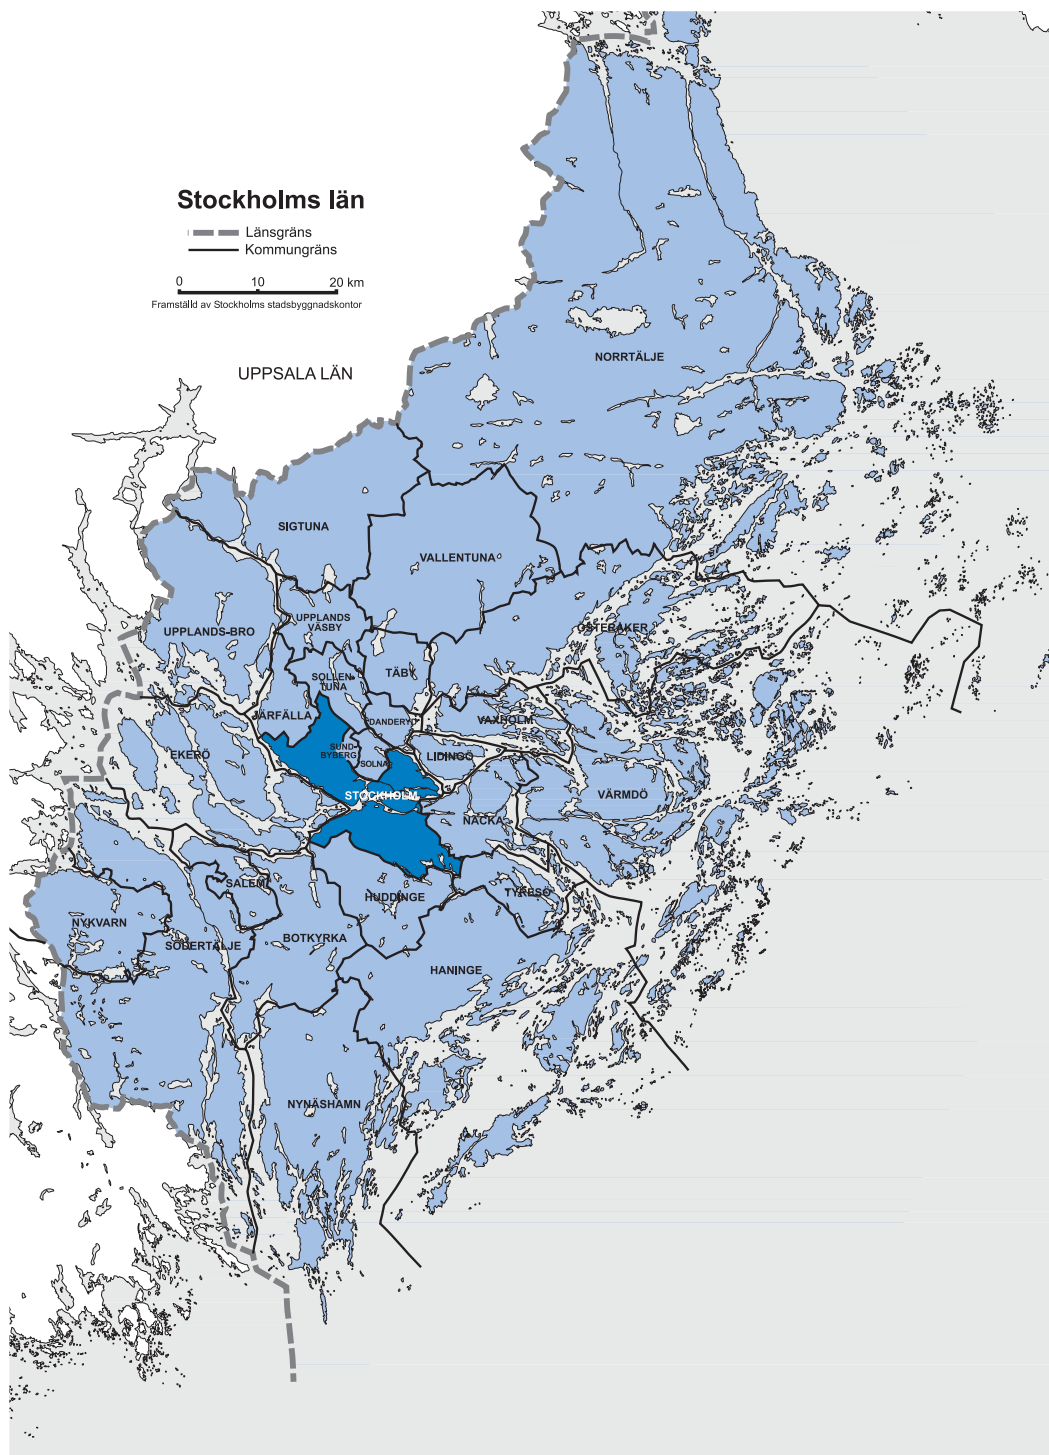 Stockholms län
Länsgräns
Kommungräns
0 10 20 km
Framställd av Stockholms stadsbyggnadskontor
NORRTÄLJE
UPPSALA LÄN
SIGTUNA
VALLENTUNA
UPPLANDS
VÄSBY
UPPLANDS-BRO
ÖSTERÅKER
SOLLEN-
TUNA
TÄBY
JÄRFÄLLA
DANDERYD
VAXHOLM
EKERÖ
SUND-
BYBERG
SOLNA
LIDINGÖ
STOCKHOLM
VÄRMDÖ
NACKA
SALEM
HUDDINGE
TYRESÖ
NYKVARN
SÖDERTÄLJE
BOTKYRKA
HANINGE
NYNÄSHAMN